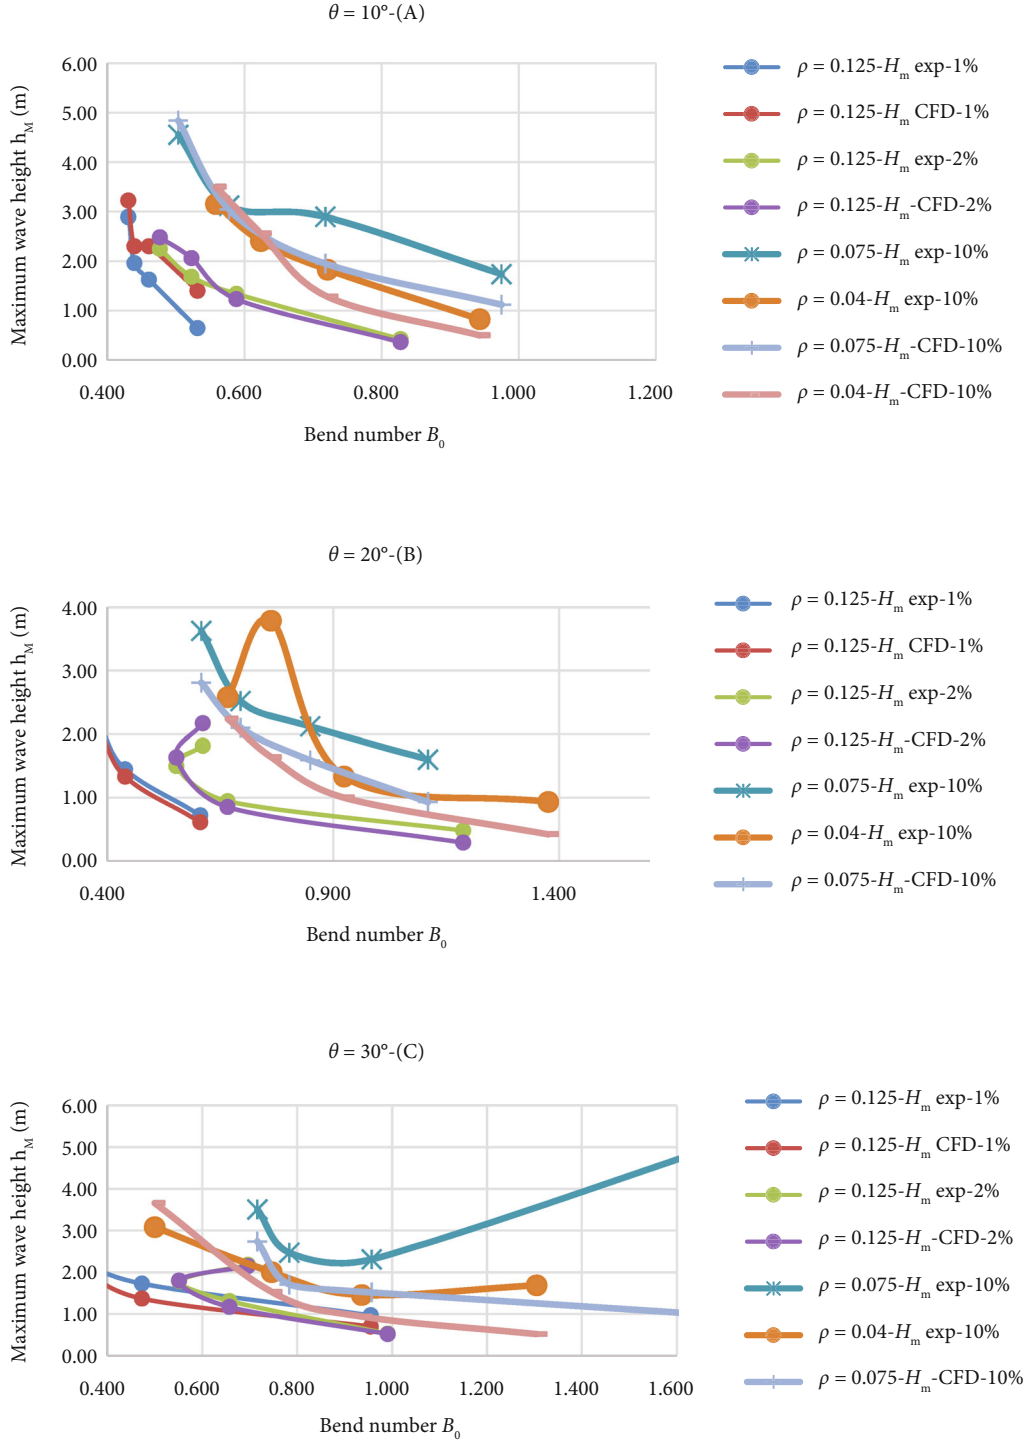 θ = 10°-(A)
Maximum wave height h_M (m)
6.00
5.00
4.00
3.00
2.00
1.00
0.00
0.400 0.600 0.800 1.000 1.200
Bend number B_0
ρ = 0.125-H_m exp-1%
ρ = 0.125-H_m CFD-1%
ρ = 0.125-H_m exp-2%
ρ = 0.125-H_m-CFD-2%
ρ = 0.075-H_m exp-10%
ρ = 0.04-H_m exp-10%
ρ = 0.075-H_m-CFD-10%
ρ = 0.04-H_m-CFD-10%
θ = 20°-(B)
Maximum wave height h_M (m)
4.00
3.00
2.00
1.00
0.00
0.400 0.900 1.400
Bend number B_0
ρ = 0.125-H_m exp-1%
ρ = 0.125-H_m CFD-1%
ρ = 0.125-H_m exp-2%
ρ = 0.125-H_m-CFD-2%
ρ = 0.075-H_m exp-10%
ρ = 0.04-H_m exp-10%
ρ = 0.075-H_m-CFD-10%
θ = 30°-(C)
Maximum wave height h_M (m)
6.00
5.00
4.00
3.00
2.00
1.00
0.00
0.400 0.600 0.800 1.000 1.200 1.400 1.600
Bend number B_0
ρ = 0.125-H_m exp-1%
ρ = 0.125-H_m CFD-1%
ρ = 0.125-H_m exp-2%
ρ = 0.125-H_m-CFD-2%
ρ = 0.075-H_m exp-10%
ρ = 0.04-H_m exp-10%
ρ = 0.075-H_m-CFD-10%